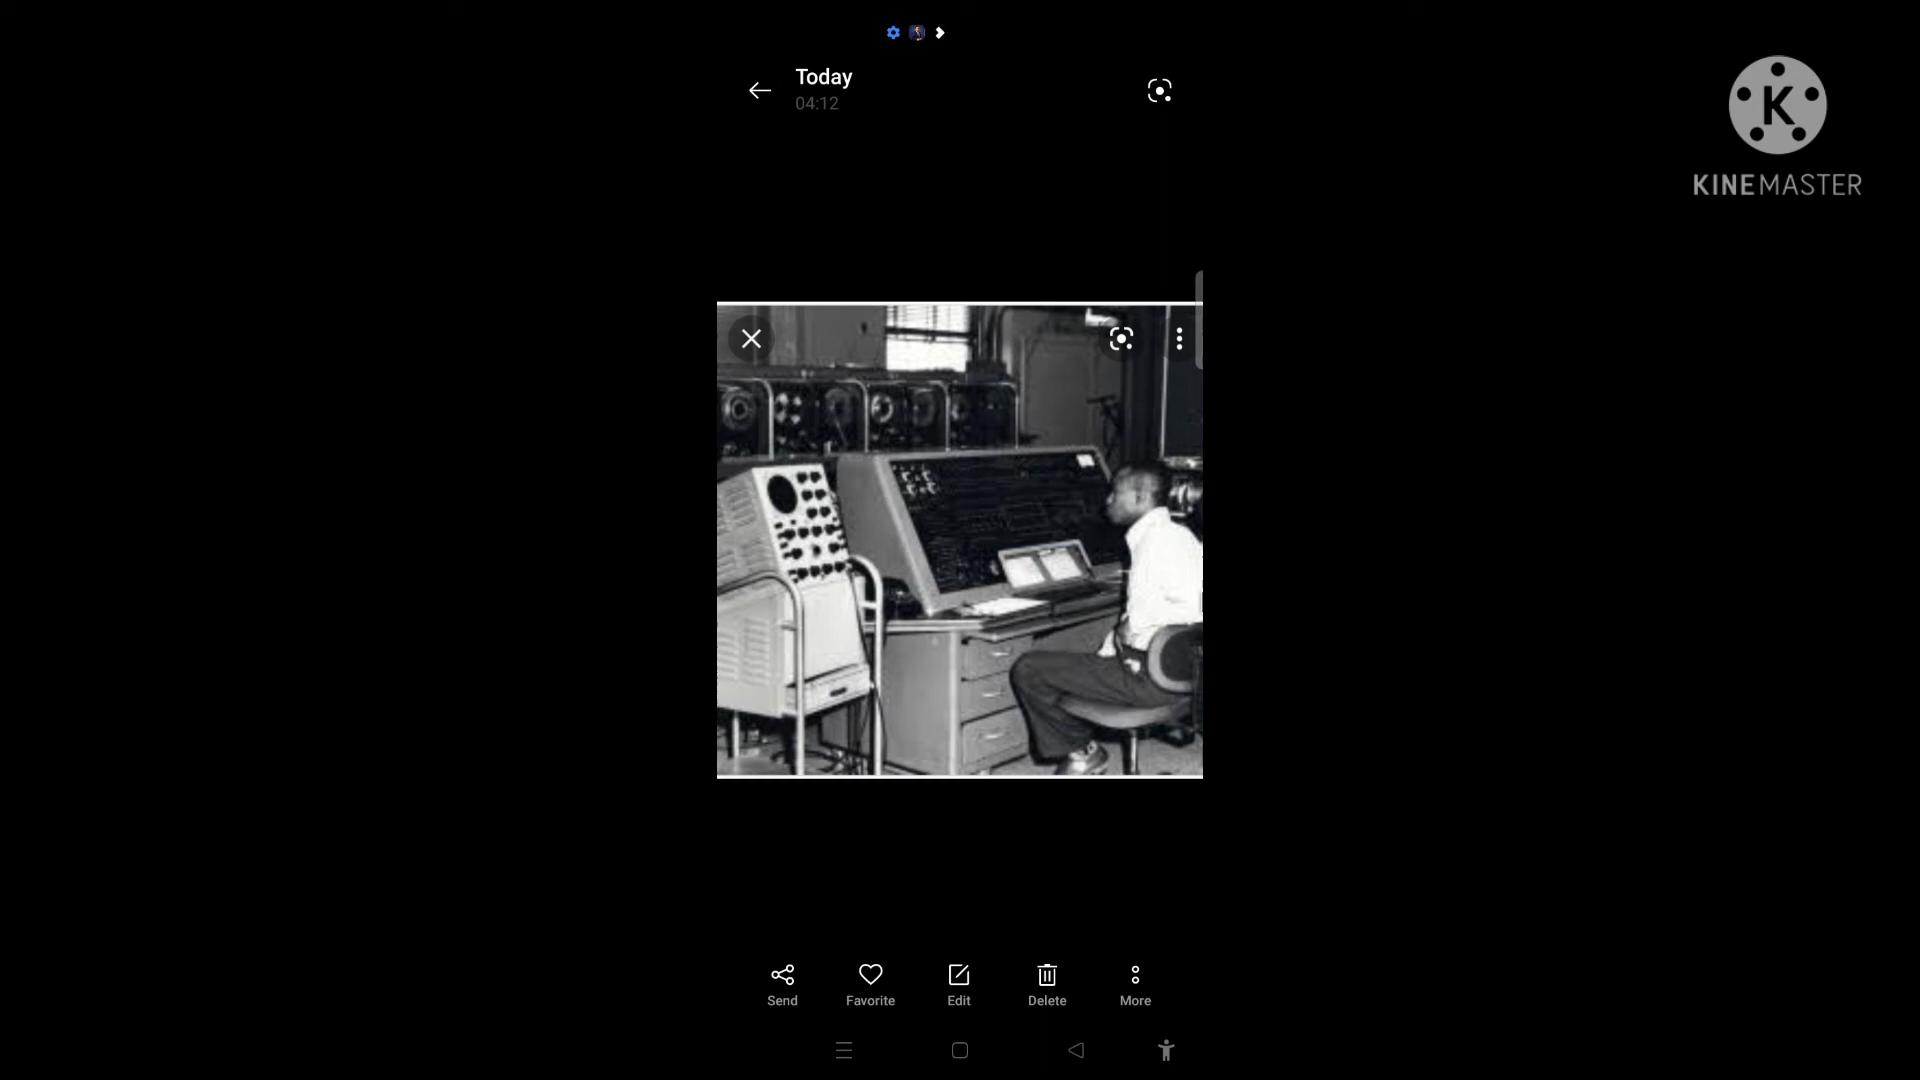 Today
04:12
K
KINEMASTER
Send
Favorite
Edit
Delete
More